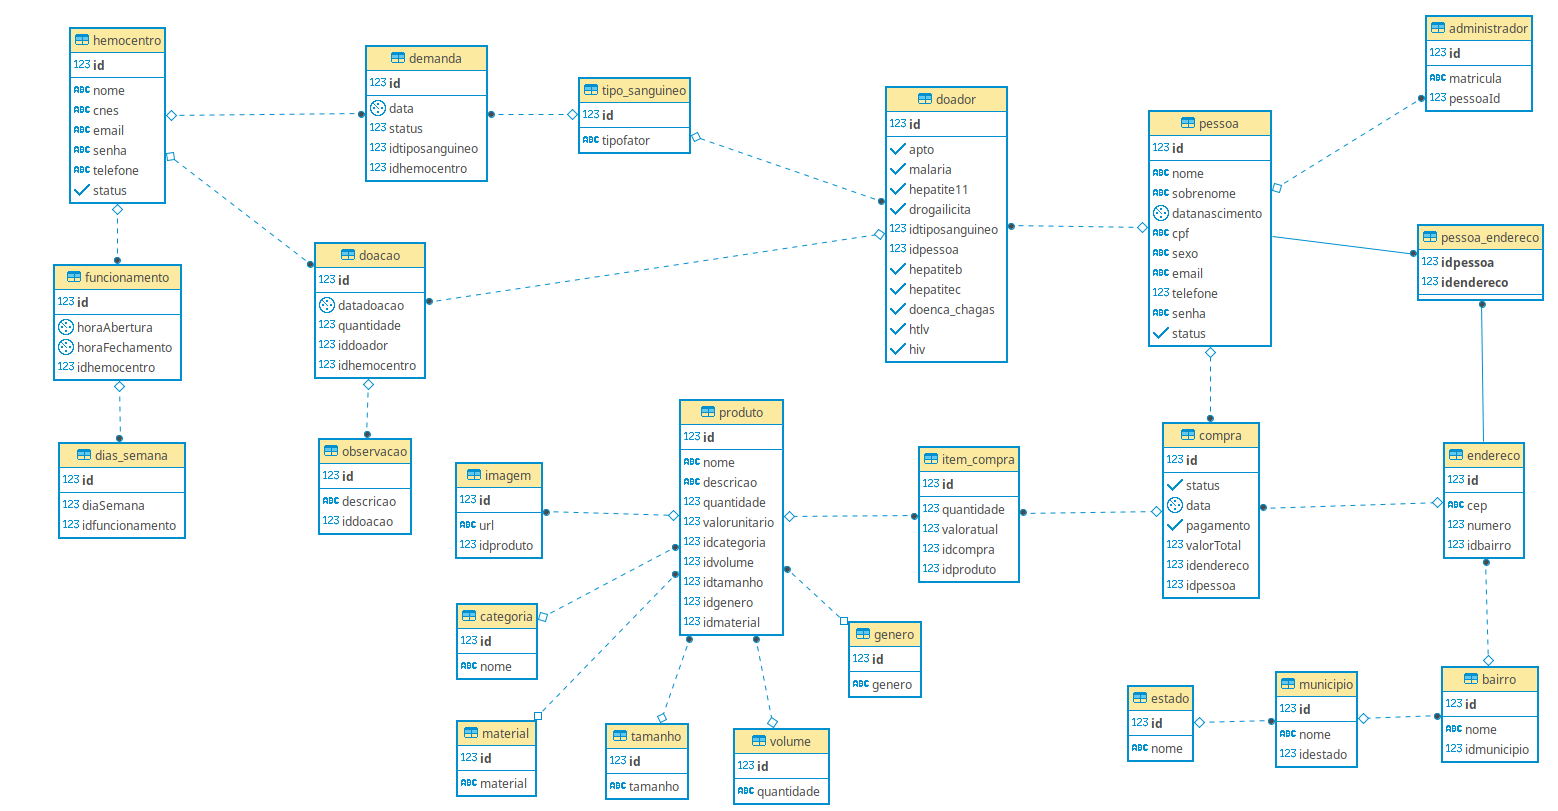 hemocentro
123 id
ABC nome
ABC cnes
ABC email
ABC senha
ABC telefone
status
demanda
123 id
data
123 status
123 idtiposanguineo
123 idhemocentro
tipo_sanguineo
123 id
ABC tipofator
doador
123 id
apto
malaria
hepatite11
drogailicita
123 idtiposanguineo
123 idpessoa
hepatiteb
hepatitec
doenca_chagas
htlv
hiv
pessoa
123 id
ABC nome
ABC sobrenome
datanascimento
ABC cpf
ABC sexo
ABC email
123 telefone
ABC senha
status
administrador
123 id
ABC matricula
123 pessoaId
pessoa_endereco
123 idpessoa
123 idendereco
funcionamento
123 id
horaAbertura
horaFechamento
123 idhemocentro
doacao
123 id
datadoacao
123 quantidade
123 iddoador
123 idhemocentro
dias_semana
123 id
123 diaSemana
123 idfuncionamento
observacao
123 id
ABC descricao
123 iddoacao
imagem
123 id
ABC url
123 idproduto
produto
123 id
ABC nome
ABC descricao
123 quantidade
123 valorunitario
123 idcategoria
123 idvolume
123 idtamanho
123 idgenero
123 idmaterial
item_compra
123 id
123 quantidade
123 valoratual
123 idcompra
123 idproduto
compra
123 id
status
data
pagamento
123 valorTotal
123 idendereco
123 idpessoa
endereco
123 id
ABC cep
123 numero
123 idbairro
categoria
123 id
ABC nome
genero
123 id
ABC genero
material
123 id
ABC material
tamanho
123 id
ABC tamanho
volume
123 id
ABC quantidade
estado
123 id
ABC nome
municipio
123 id
ABC nome
123 idestado
bairro
123 id
ABC nome
123 idmunicipio